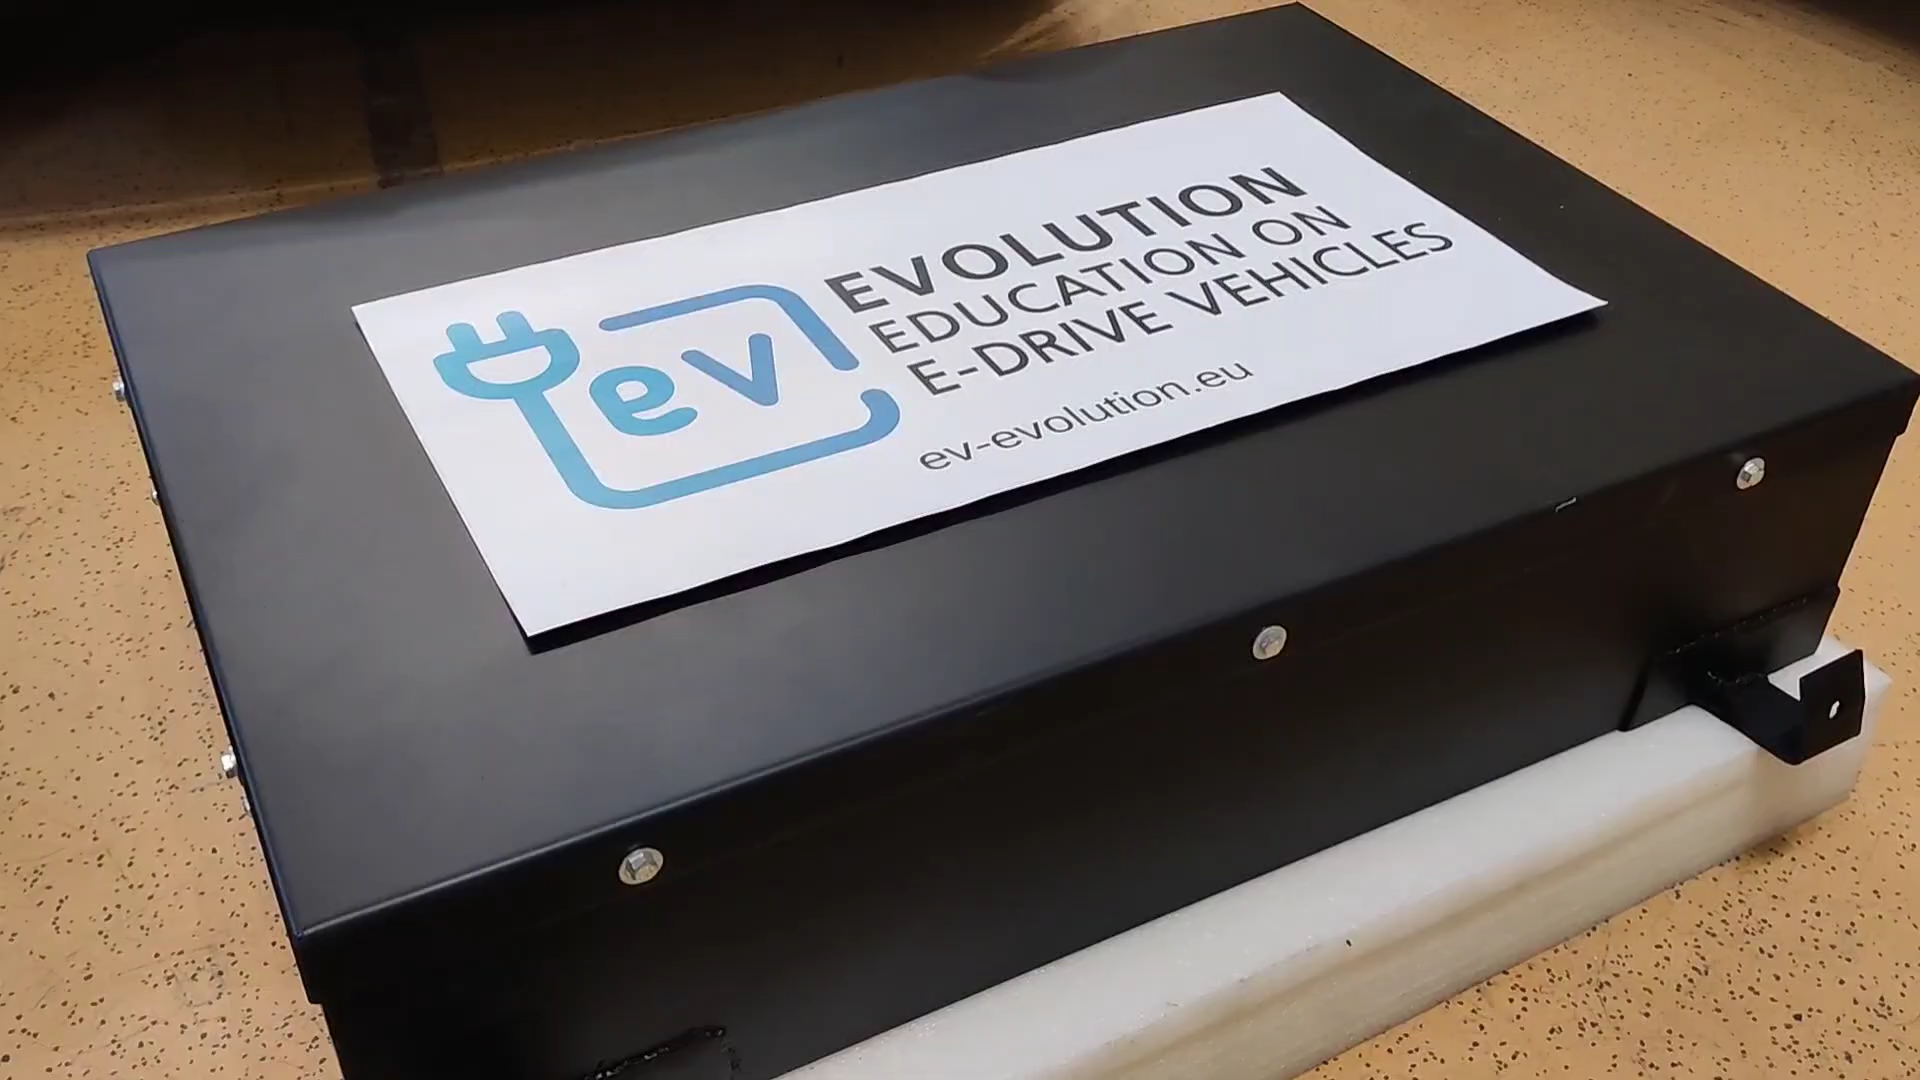 ev
EVOLUTION
EDUCATION ON
E-DRIVE VEHICLES
ev-evolution.eu